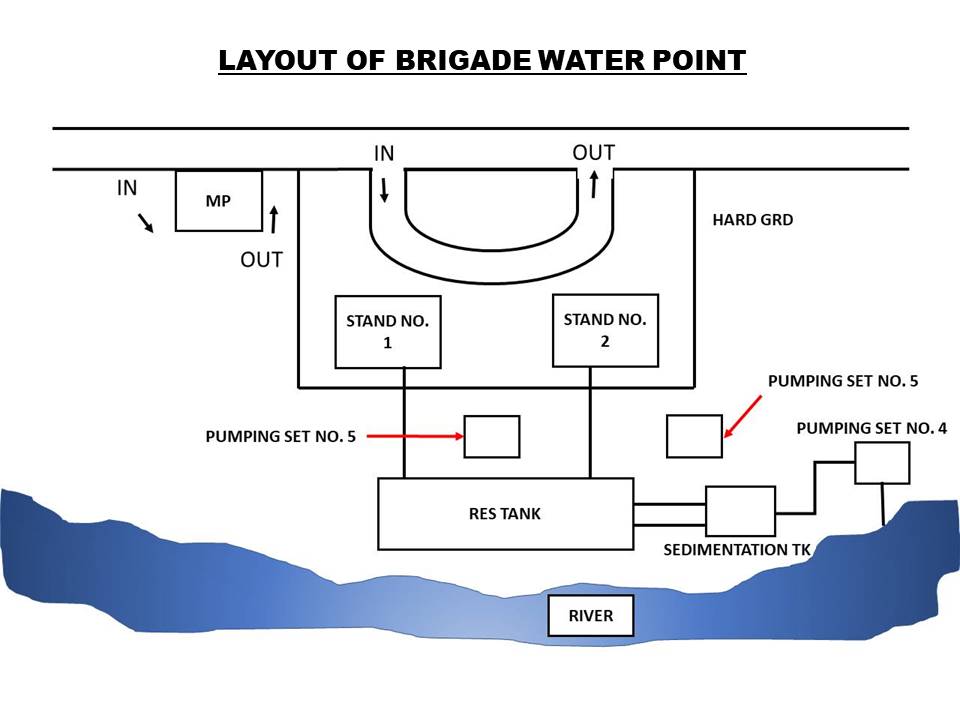 LAYOUT OF BRIGADE WATER POINT
IN
OUT
IN
MP
OUT
HARD GRD
STAND NO.
1
STAND NO.
2
PUMPING SET NO. 5
PUMPING SET NO. 5
PUMPING SET NO. 4
RES TANK
SEDIMENTATION TK
RIVER